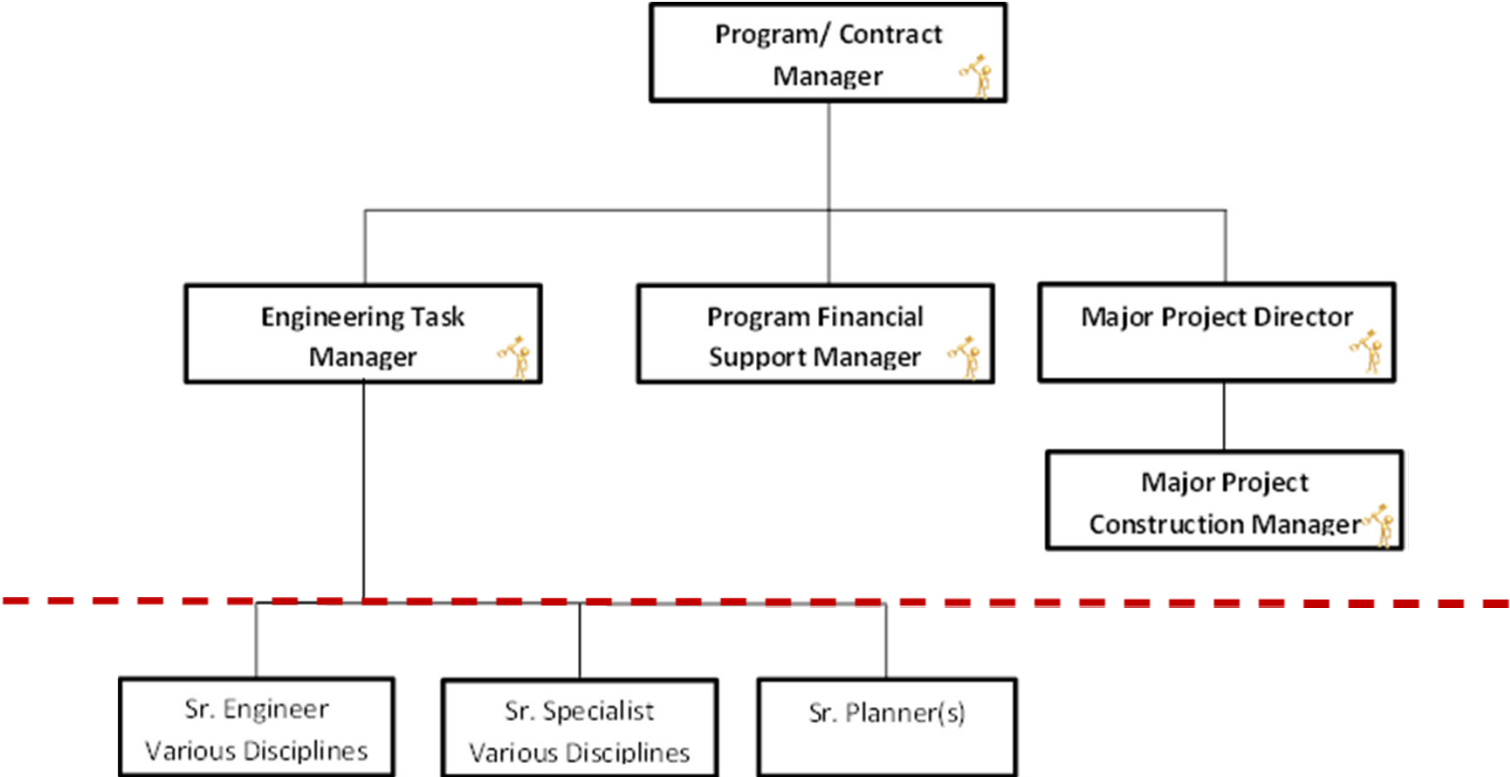 Program/ Contract
Manager
Engineering Task
Manager
Program Financial
Support Manager
Major Project Director
Major Project
Construction Manager
Sr. Engineer
Various Disciplines
Sr. Specialist
Various Disciplines
Sr. Planner(s)